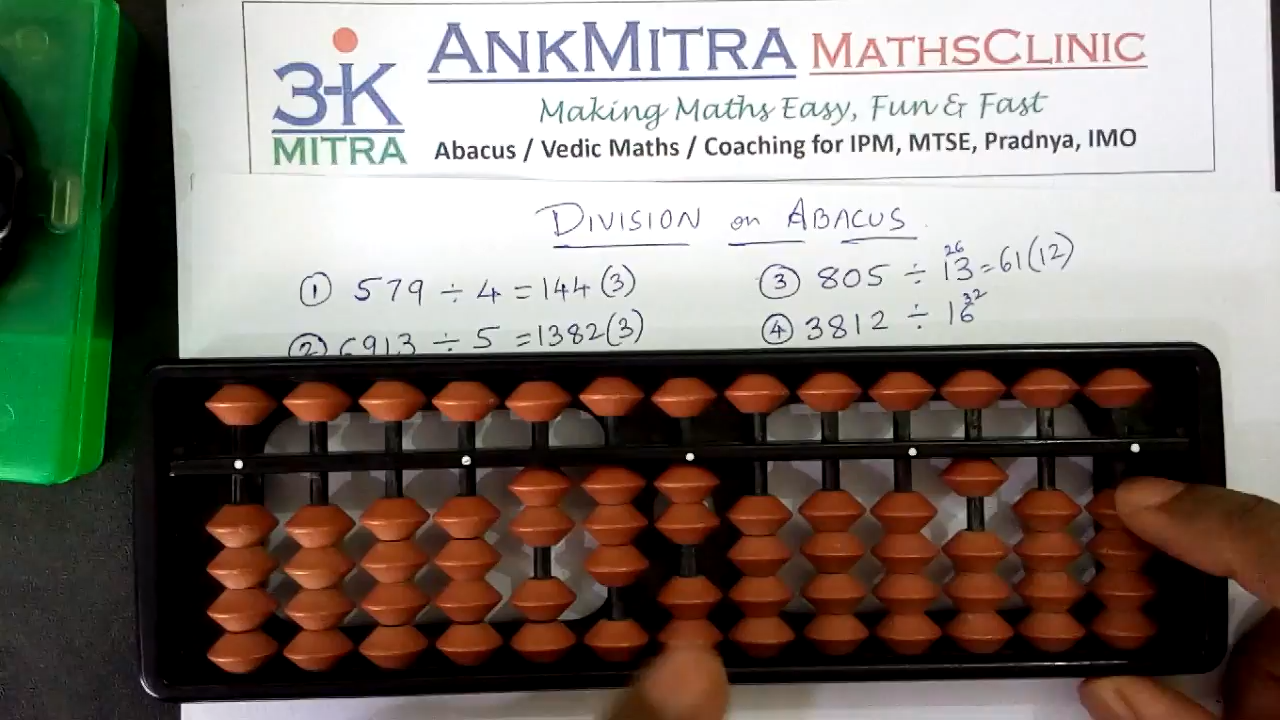 3-K
MITRA
ANKMITRA MATHSCLINIC
Making Maths Easy, Fun & Fast
Abacus / Vedic Maths / Coaching for IPM, MTSE, Pradnya, IMO
DIVISION on ABACUS.
① 579 ÷ 4 = 144 (3)
② 6913 ÷ 5 = 1382(3)
26
③ 805 ÷ 13 = 61(12)
32
④ 3812 ÷ 16